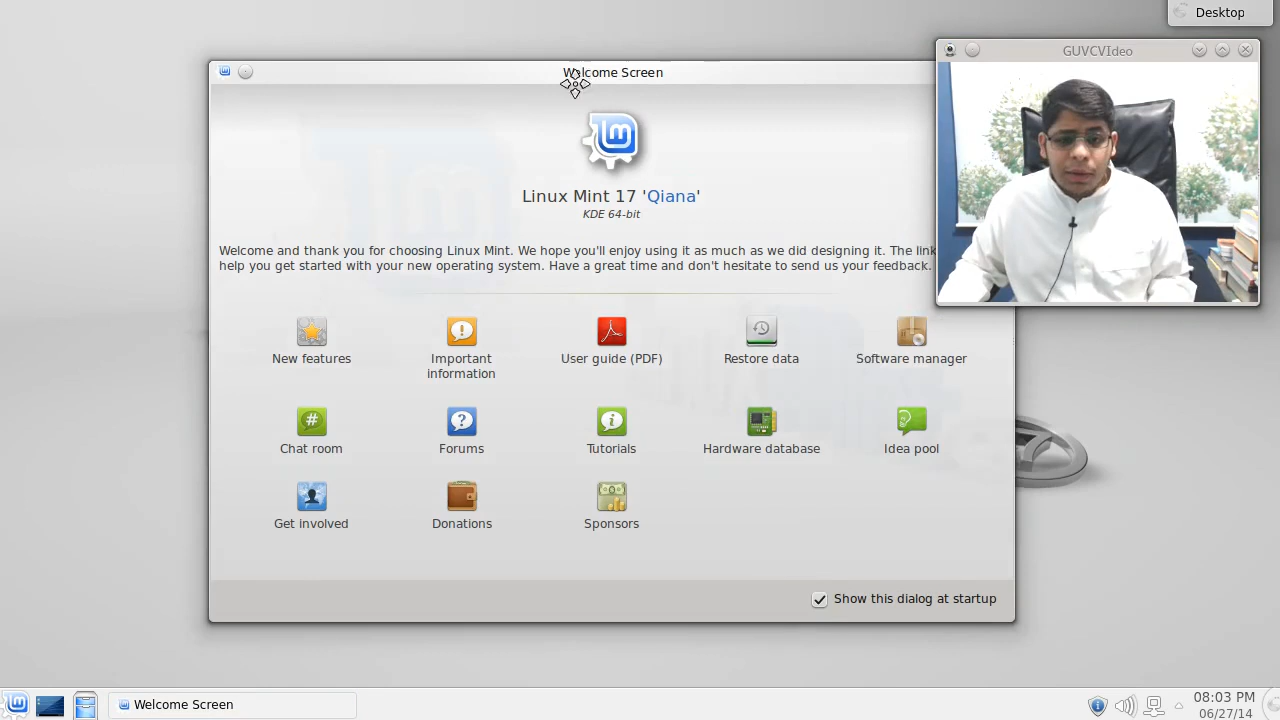 Desktop
GUVCVIdeo
Welcome Screen
Linux Mint 17 'Qiana'
KDE 64-bit
Welcome and thank you for choosing Linux Mint. We hope you'll enjoy using it as much as we did designing it. The link
help you get started with your new operating system. Have a great time and don't hesitate to send us your feedback.
New features
Important
information
User guide (PDF)
Restore data
Software manager
Chat room
Forums
Tutorials
Hardware database
Idea pool
Get involved
Donations
Sponsors
Show this dialog at startup
Welcome Screen
08:03 PM
06/27/14